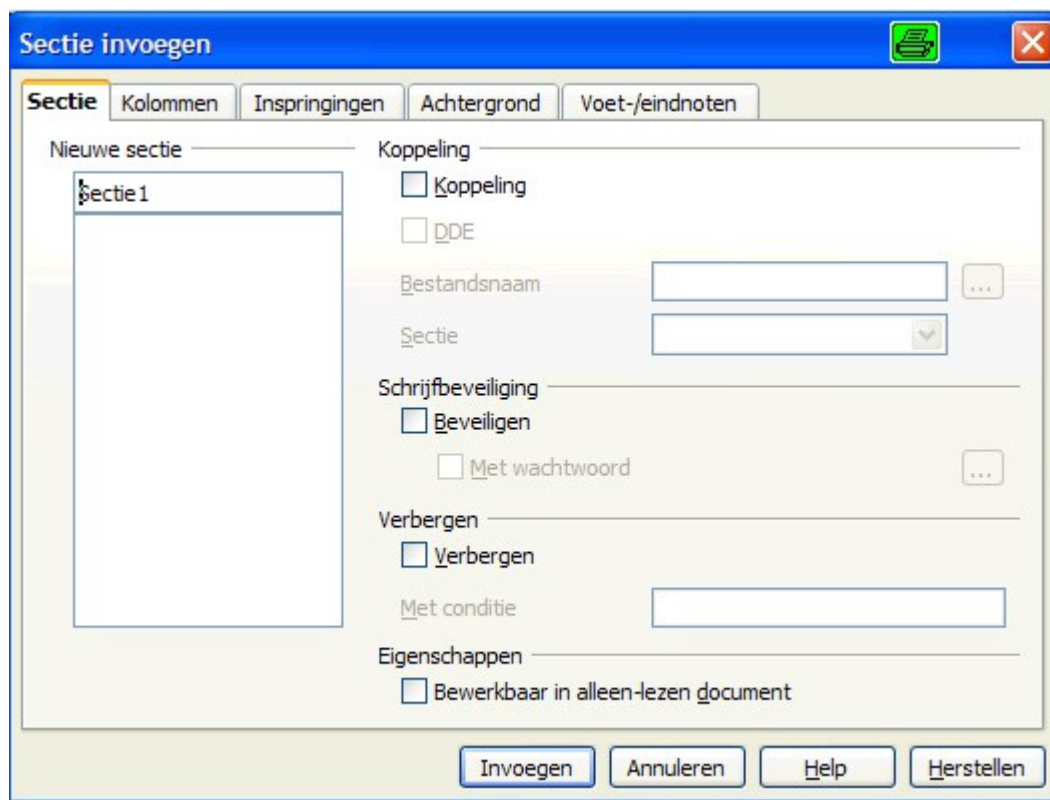 Sectie invoegen
Sectie Kolommen Inspringingen Achtergrond Voet-/eindnoten
Nieuwe sectie
Sectie1
Koppeling
Koppeling
DDE
Bestandsnaam ...
Sectie
Schrijfbeveiliging
Beveiligen
Met wachtwoord ...
Verbergen
Verbergen
Met conditie
Eigenschappen
Bewerkbaar in alleen-lezen document
Invoegen Annuleren Help Herstellen